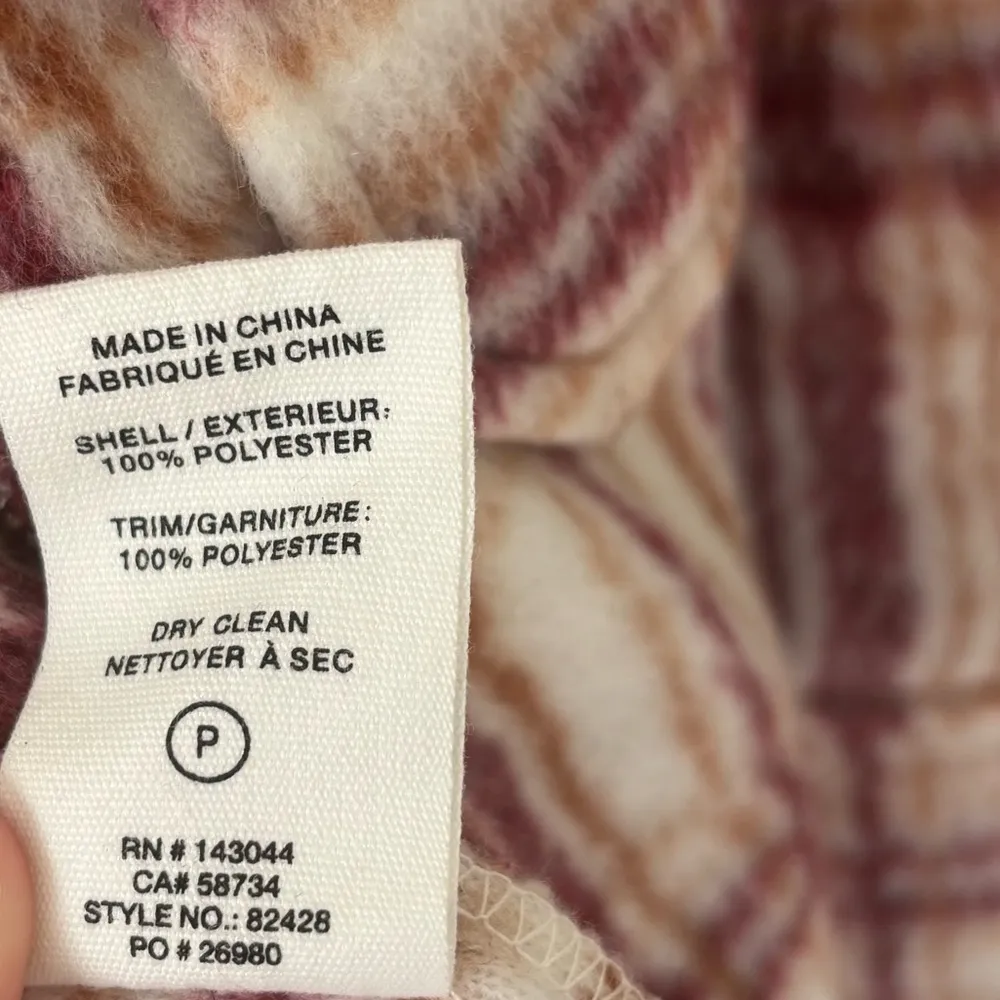 MADE IN CHINA
FABRIQUÉ EN CHINE
SHELL / EXTERIEUR:
100% POLYESTER
TRIM/GARNITURE:
100% POLYESTER
DRY CLEAN
NETTOYER À SEC
P
RN # 143044
CA# 58734
STYLE NO.: 82428
PO # 26980